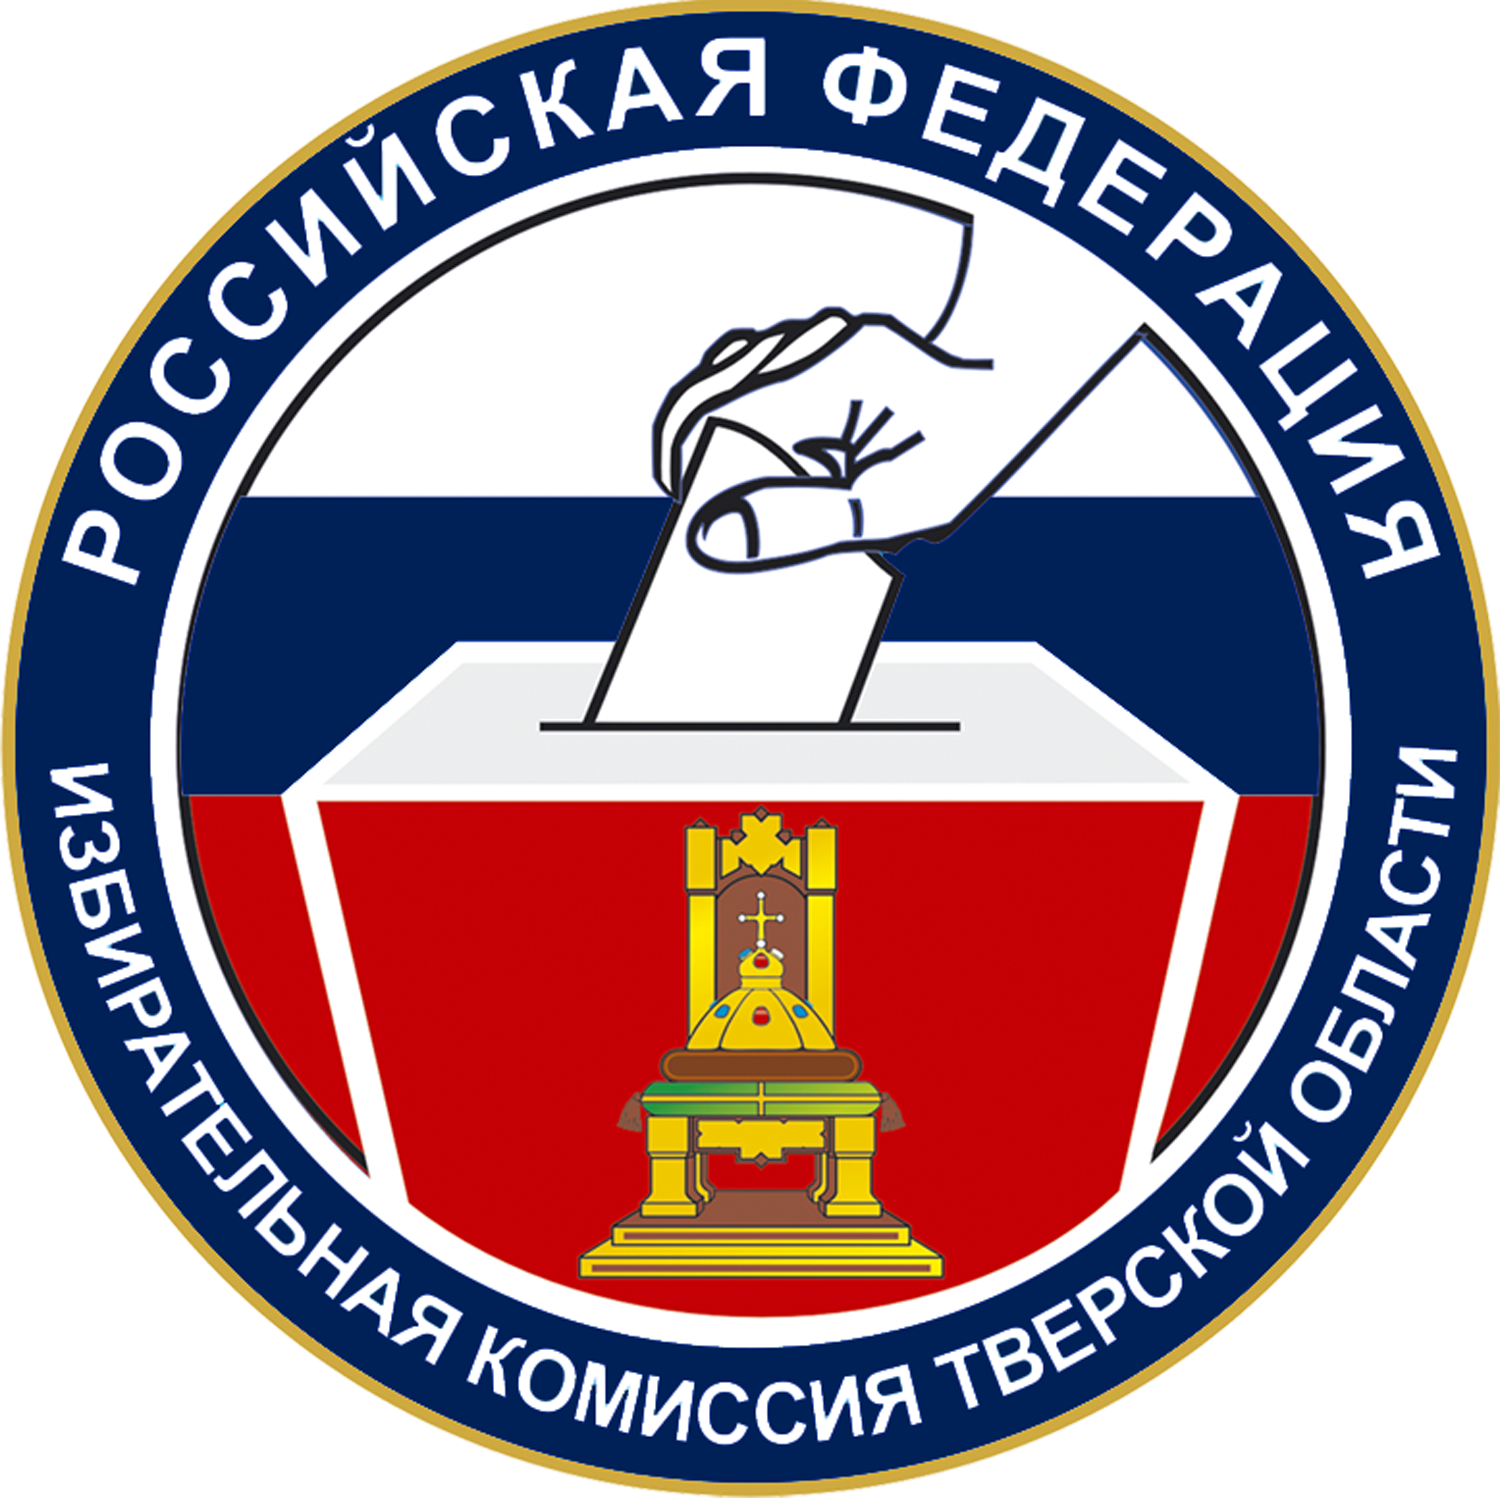 РОССИЙСКАЯ ФЕДЕРАЦИЯ
ИЗБИРАТЕЛЬНАЯ КОМИССИЯ ТВЕРСКОЙ ОБЛАСТИ